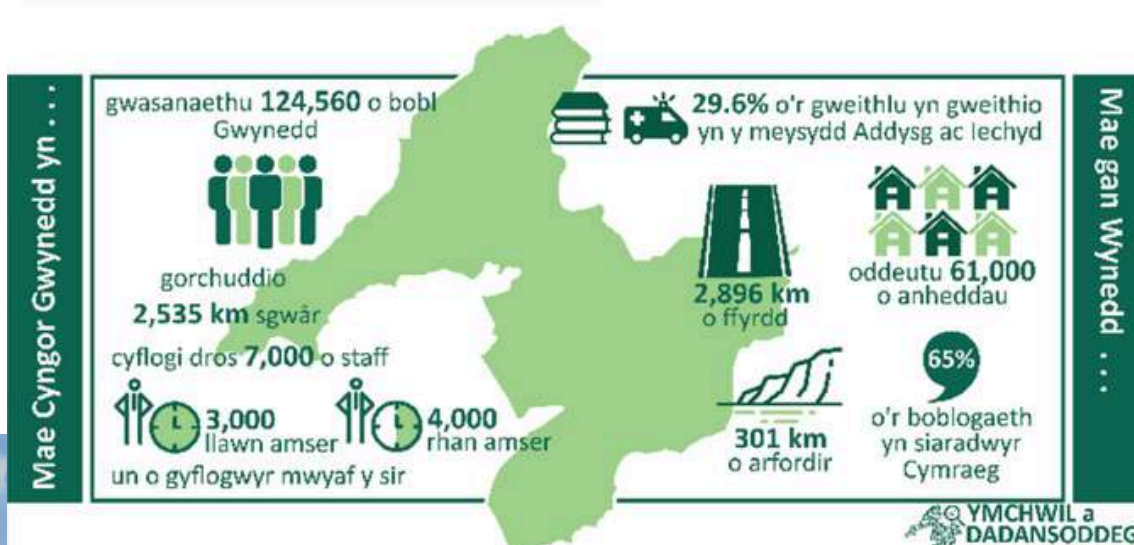 Mae Cyngor Gwynedd yn . . .
gwasanaethu 124,560 o bobl
Gwynedd
gorchuddio
2,535 km sgwâr
cyflogi dros 7,000 o staff
3,000
llawn amser
4,000
rhan amser
un o gyflogwyr mwyaf y sir
Mae gan Wynedd . . .
29.6% o'r gweithlu yn gweithio
yn y meysydd Addysg ac Iechyd
2,896 km
o ffyrdd
oddeutu 61,000
o anheddau
301 km
o arfordir
65%
o'r boblogaeth
yn siaradwyr
Cymraeg
YMCHWIL a
DADANSODDEG